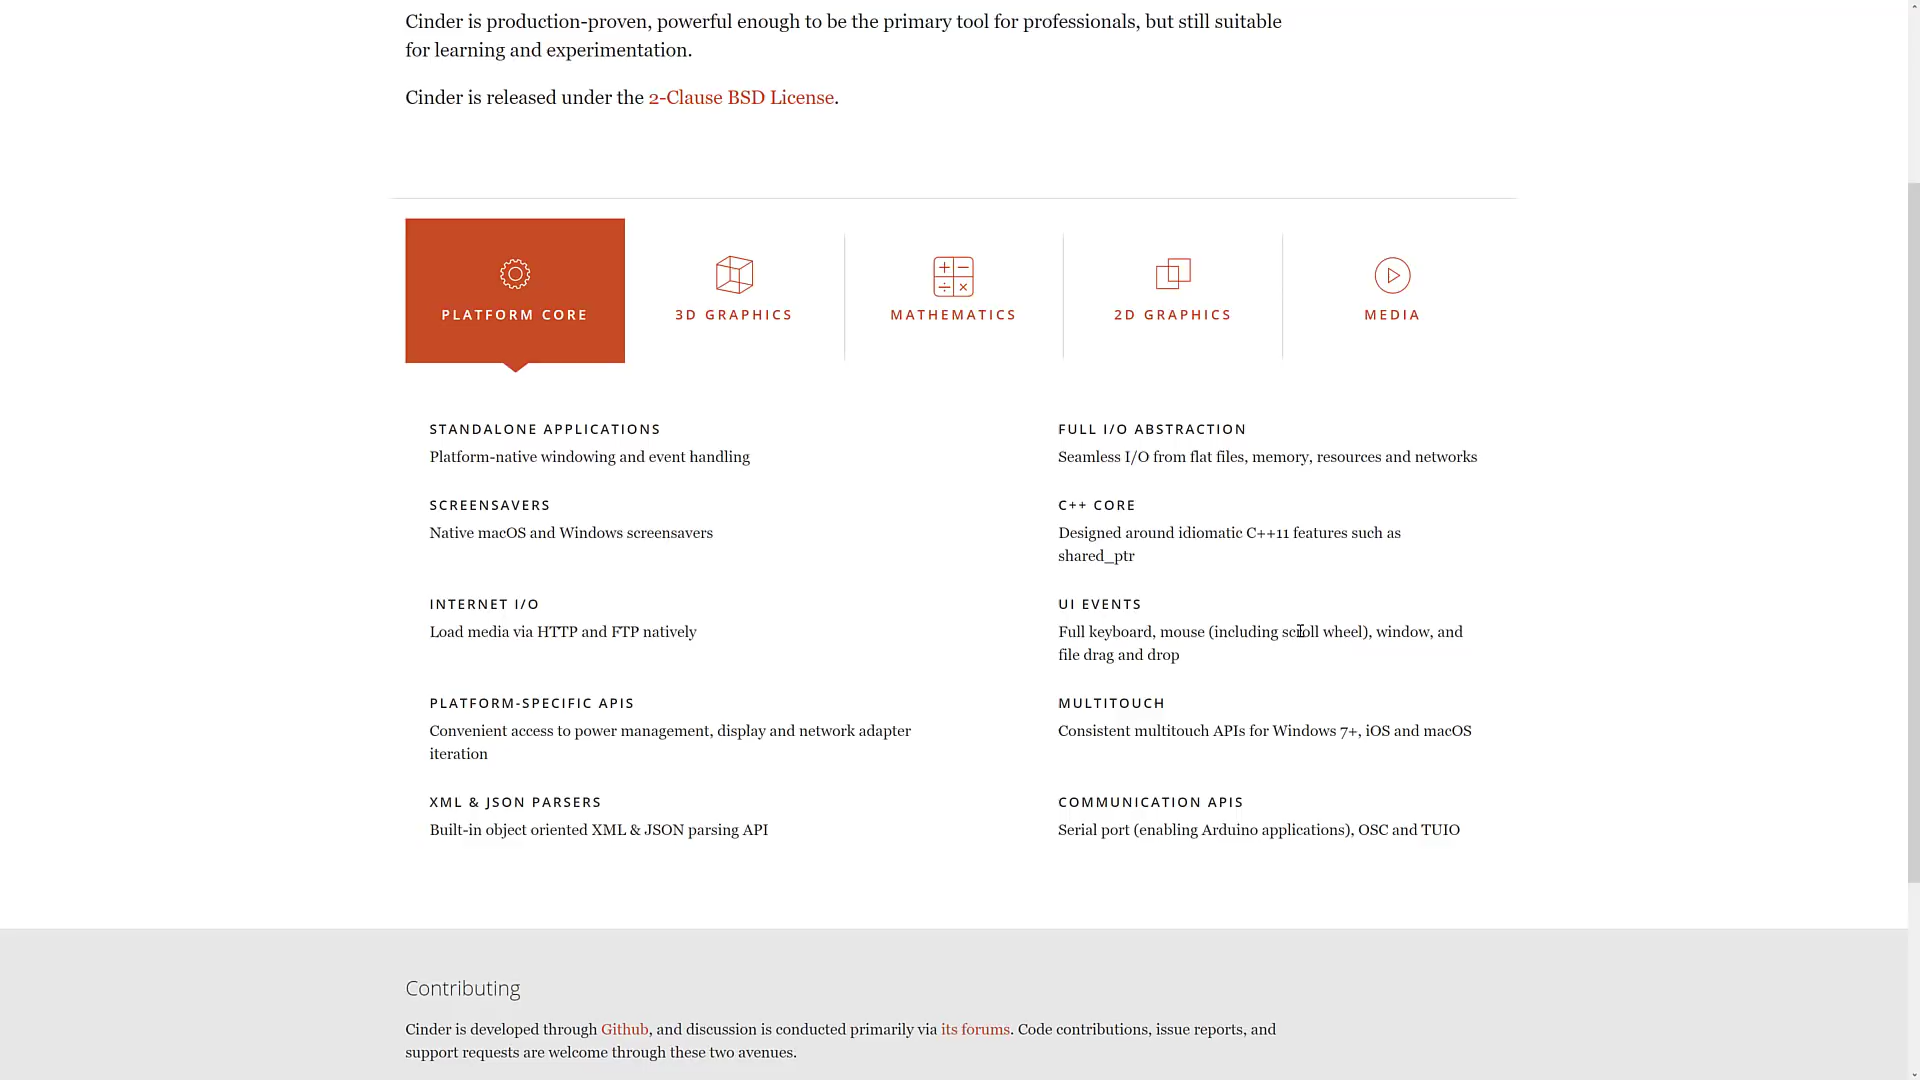 Cinder is production-proven, powerful enough to be the primary tool for professionals, but still suitable
for learning and experimentation.
Cinder is released under the 2-Clause BSD License.
PLATFORM CORE
3D GRAPHICS
MATHEMATICS
2D GRAPHICS
MEDIA
STANDALONE APPLICATIONS
Platform-native windowing and event handling
FULL I/O ABSTRACTION
Seamless I/O from flat files, memory, resources and networks
SCREENSAVERS
Native macOS and Windows screensavers
C++ CORE
Designed around idiomatic C++11 features such as
shared_ptr
INTERNET I/O
Load media via HTTP and FTP natively
UI EVENTS
Full keyboard, mouse (including scroll wheel), window, and
file drag and drop
PLATFORM-SPECIFIC APIS
Convenient access to power management, display and network adapter
iteration
MULTITOUCH
Consistent multitouch APIs for Windows 7+, iOS and macOS
XML & JSON PARSERS
Built-in object oriented XML & JSON parsing API
COMMUNICATION APIS
Serial port (enabling Arduino applications), OSC and TUIO
Contributing
Cinder is developed through Github, and discussion is conducted primarily via its forums. Code contributions, issue reports, and
support requests are welcome through these two avenues.